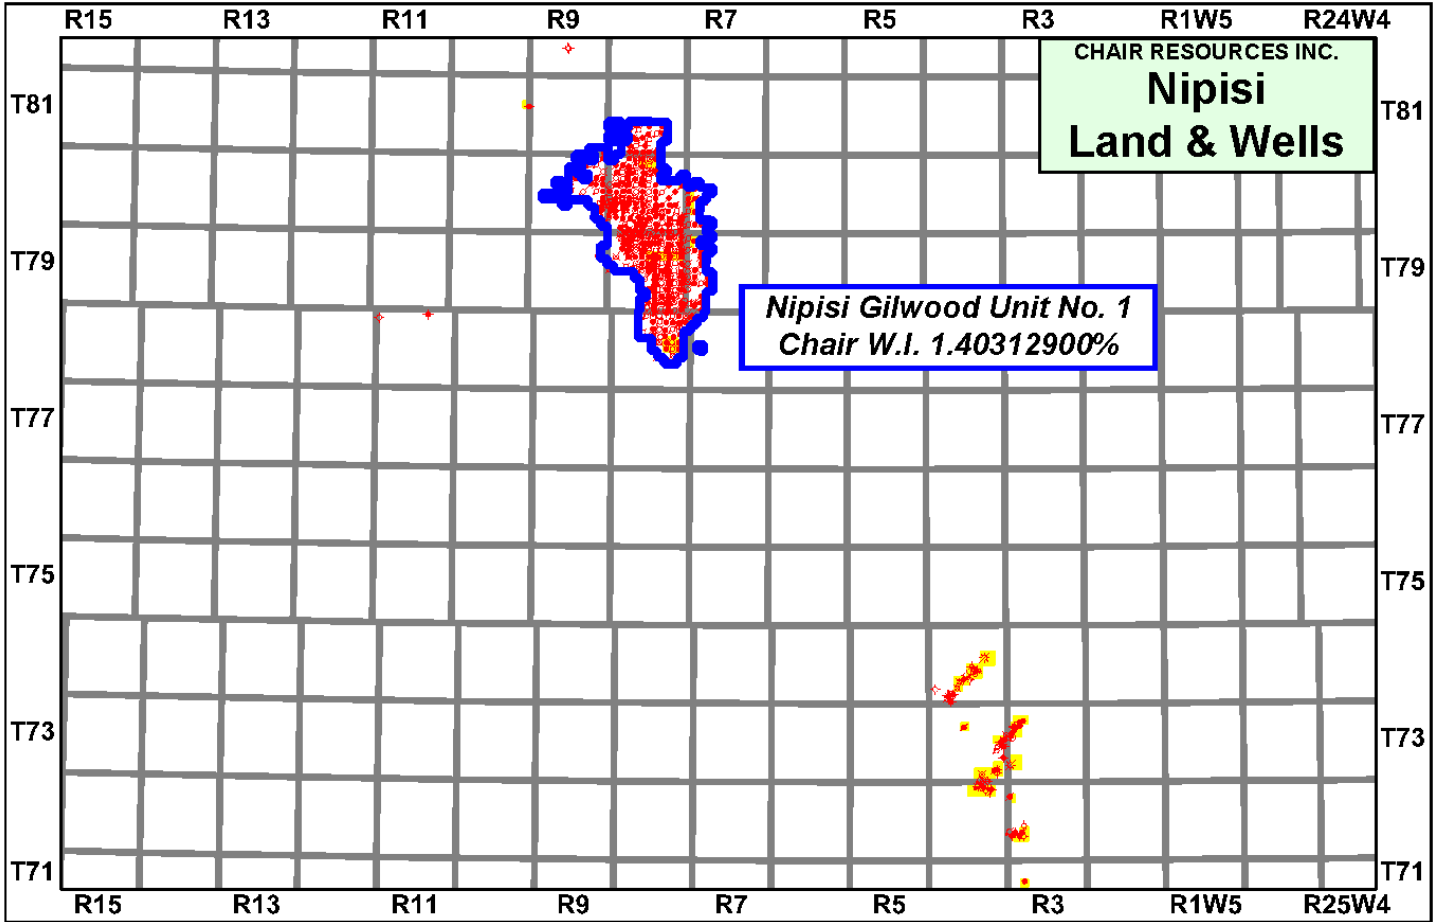 R15 R13 R11 R9 R7 R5 R3 R1W5 R24W4
CHAIR RESOURCES INC.
Nipisi
Land & Wells
T81 T81
T79 T79
Nipisi Gilwood Unit No. 1
Chair W.I. 1.40312900%
T77 T77
T75 T75
T73 T73
T71 T71
R15 R13 R11 R9 R7 R5 R3 R1W5 R25W4